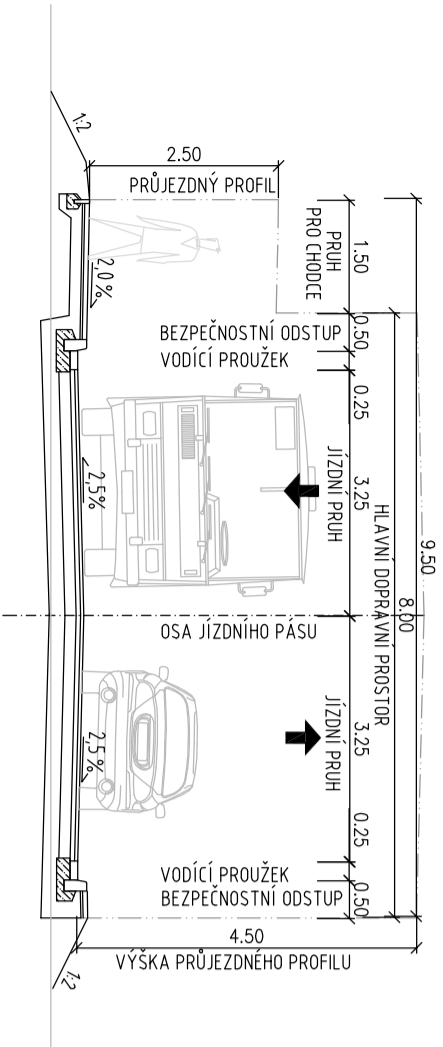 9.50
8.00
HLAVNÍ DOPRAVNÍ PROSTOR
1.50
0.50
0.25
3.25
3.25
0.25
0.50
PRUH
PRO CHODCE
JÍZDNÍ PRUH
JÍZDNÍ PRUH
BEZPEČNOSTNÍ ODSTUP
VODÍCÍ PROUŽEK
OSA JÍZDNÍHO PÁSU
VODÍCÍ PROUŽEK
BEZPEČNOSTNÍ ODSTUP
2.50
PRŮJEZDNÝ PROFIL
4.50
VÝŠKA PRŮJEZDNÉHO PROFILU
1:2
2,0 %
2,5%
2,5%
1:2